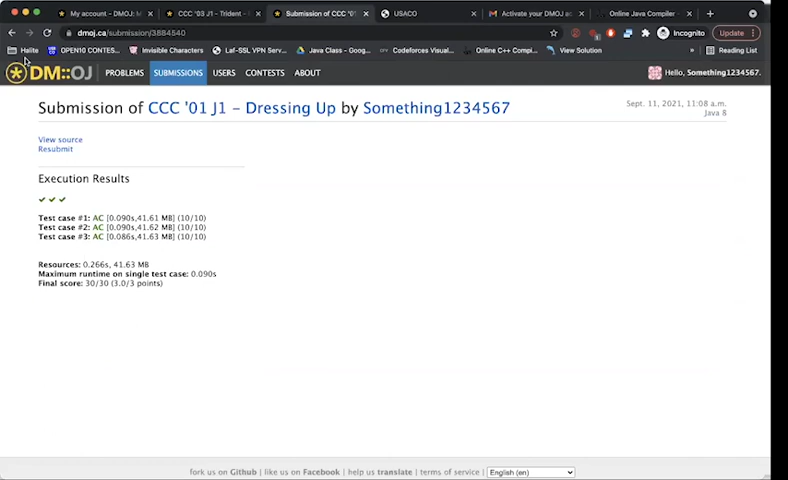 My account - DMOJ: M
CCC '03 J1 - Trident -
Submission of CCC '01
USACO
Activate your DMOJ ac
Online Java Compiler -
dmoj.ca/submission/3884540
Incognito
Update
Halite
OPEN10 CONTES...
Invisible Characters
Laf-SSL VPN Serv...
Java Class - Goog...
Codeforces Visual...
Online C++ Compi...
View Solution
»
Reading List
DM::OJ
PROBLEMS
SUBMISSIONS
USERS
CONTESTS
ABOUT
Hello, Something1234567.
Submission of CCC '01 J1 - Dressing Up by Something1234567
Sept. 11, 2021, 11:08 a.m.
Java 8
View source
Resubmit
Execution Results
✓ ✓ ✓
Test case #1: AC [0.090s,41.61 MB] (10/10)
Test case #2: AC [0.090s,41.62 MB] (10/10)
Test case #3: AC [0.086s,41.63 MB] (10/10)
Resources: 0.266s, 41.63 MB
Maximum runtime on single test case: 0.090s
Final score: 30/30 (3.0/3 points)
fork us on Github | like us on Facebook | help us translate | terms of service | English (en)